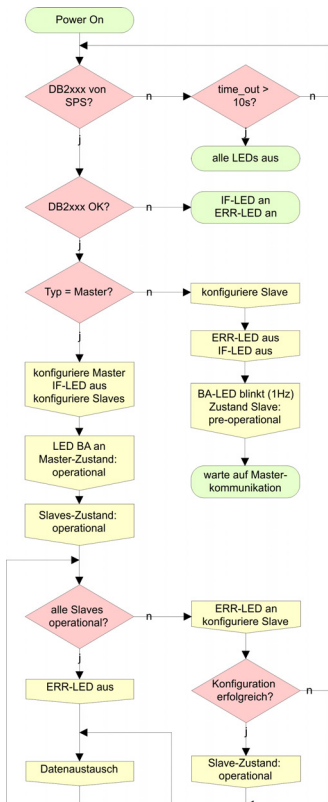 Power On
DB2xxx von
SPS?
n
time_out >
10s?
n
j
j
alle LEDs aus
DB2xxx OK?
n
IF-LED an
ERR-LED an
j
Typ = Master?
n
konfiguriere Slave
j
ERR-LED aus
IF-LED aus
konfiguriere Master
IF-LED aus
konfiguriere Slaves
BA-LED blinkt (1Hz)
Zustand Slave:
pre-operational
LED BA an
Master-Zustand:
operational
warte auf Master-
kommunikation
Slaves-Zustand:
operational
alle Slaves
operational?
n
ERR-LED an
konfiguriere Slave
j
ERR-LED aus
Konfiguration
erfolgreich?
n
j
Datenaustausch
Slave-Zustand:
operational